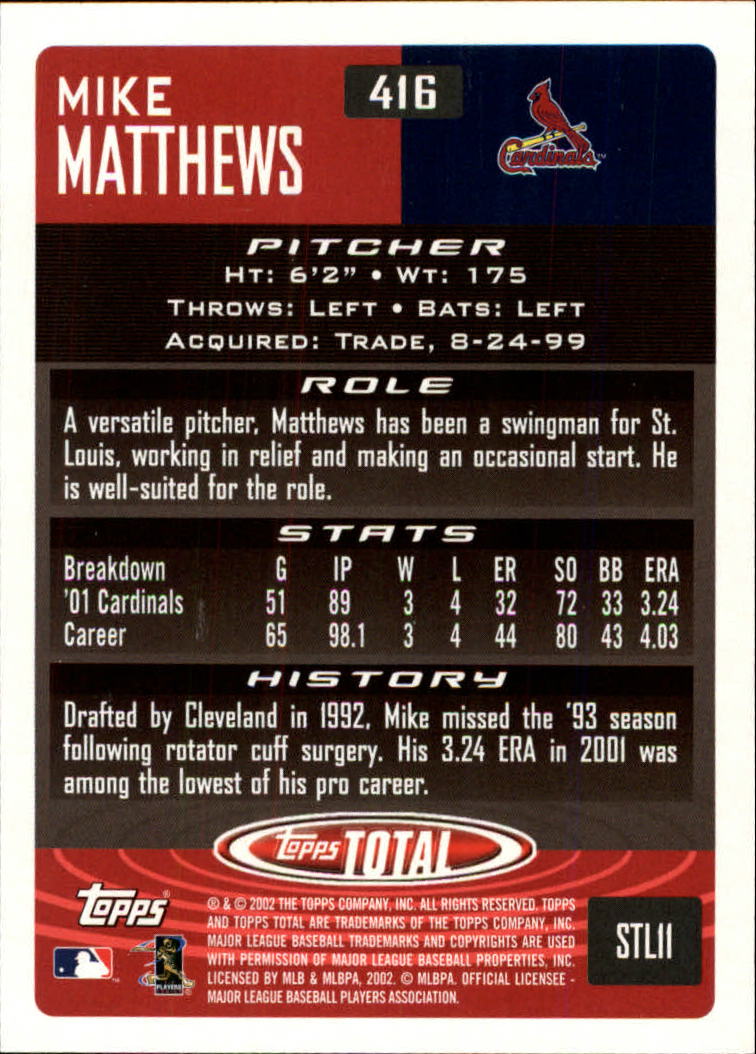 MIKE
MATTHEWS
416
Cardinals™
PITCHER
HT: 6'2" • WT: 175
THROWS: LEFT • BATS: LEFT
ACQUIRED: TRADE, 8-24-99
ROLE
A versatile pitcher, Matthews has been a swingman for St.
Louis, working in relief and making an occasional start. He
is well-suited for the role.
STATS
Breakdown G IP W L ER SO BB ERA
'01 Cardinals 51 89 3 4 32 72 33 3.24
Career 65 98.1 3 4 44 80 43 4.03
HISTORY
Drafted by Cleveland in 1992, Mike missed the '93 season
following rotator cuff surgery. His 3.24 ERA in 2001 was
among the lowest of his pro career.
topps TOTAL
topps®
® & © 2002 THE TOPPS COMPANY, INC. ALL RIGHTS RESERVED. TOPPS
AND TOPPS TOTAL ARE TRADEMARKS OF THE TOPPS COMPANY, INC.
MAJOR LEAGUE BASEBALL TRADEMARKS AND COPYRIGHTS ARE USED
WITH PERMISSION OF MAJOR LEAGUE BASEBALL PROPERTIES, INC.
LICENSED BY MLB & MLBPA, 2002. © MLBPA. OFFICIAL LICENSEE -
MAJOR LEAGUE BASEBALL PLAYERS ASSOCIATION.
PLAYERS
STL11